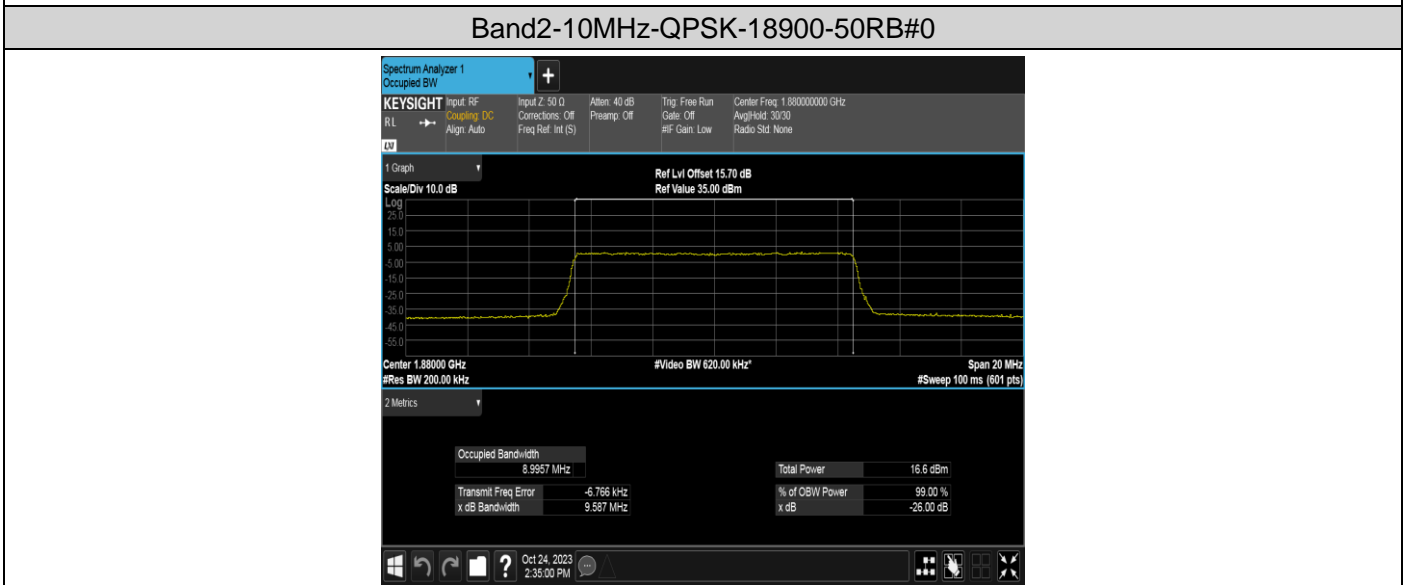 Band2-10MHz-QPSK-18900-50RB#0
Spectrum Analyzer 1
Occupied BW
KEYSIGHT
R L
LXI
Input: RF
Coupling: DC
Align: Auto
Input Z: 50 Ω
Corrections: Off
Freq Ref: Int (S)
Atten: 40 dB
Preamp: Off
Trig: Free Run
Gate: Off
#IF Gain: Low
Center Freq: 1.880000000 GHz
Avg|Hold: 30/30
Radio Std: None
1 Graph
Scale/Div 10.0 dB
Ref Lvl Offset 15.70 dB
Ref Value 35.00 dBm
Log
25.0
15.0
5.00
-5.00
-15.0
-25.0
-35.0
-45.0
-55.0
Center 1.88000 GHz
#Res BW 200.00 kHz
#Video BW 620.00 kHz*
Span 20 MHz
#Sweep 100 ms (601 pts)
2 Metrics
Occupied Bandwidth
8.9957 MHz
Transmit Freq Error -6.766 kHz
x dB Bandwidth 9.587 MHz
Total Power 16.6 dBm
% of OBW Power 99.00 %
x dB -26.00 dB
?
Oct 24, 2023
2:35:00 PM